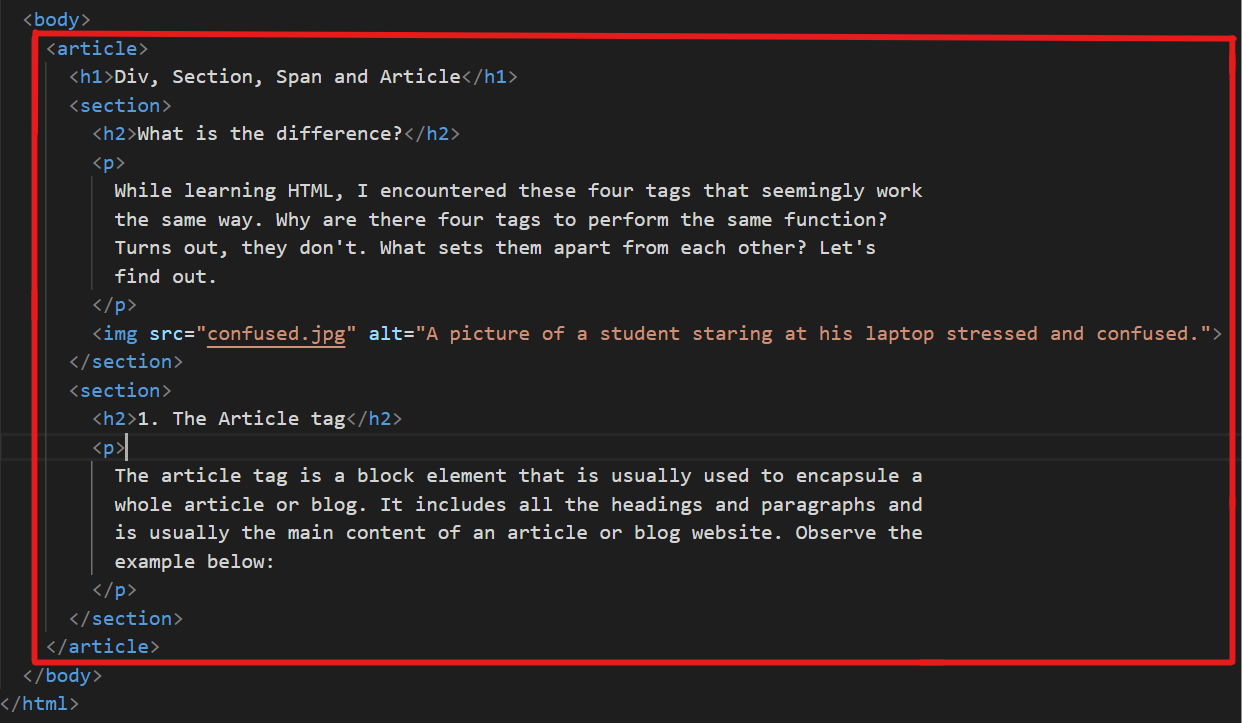 <body>
<article>
<h1>Div, Section, Span and Article</h1>
<section>
<h2>What is the difference?</h2>
<p>
While learning HTML, I encountered these four tags that seemingly work
the same way. Why are there four tags to perform the same function?
Turns out, they don't. What sets them apart from each other? Let's
find out.
</p>
<img src="confused.jpg" alt="A picture of a student staring at his laptop stressed and confused.">
</section>
<section>
<h2>1. The Article tag</h2>
<p>
The article tag is a block element that is usually used to encapsule a
whole article or blog. It includes all the headings and paragraphs and
is usually the main content of an article or blog website. Observe the
example below:
</p>
</section>
</article>
</body>
</html>